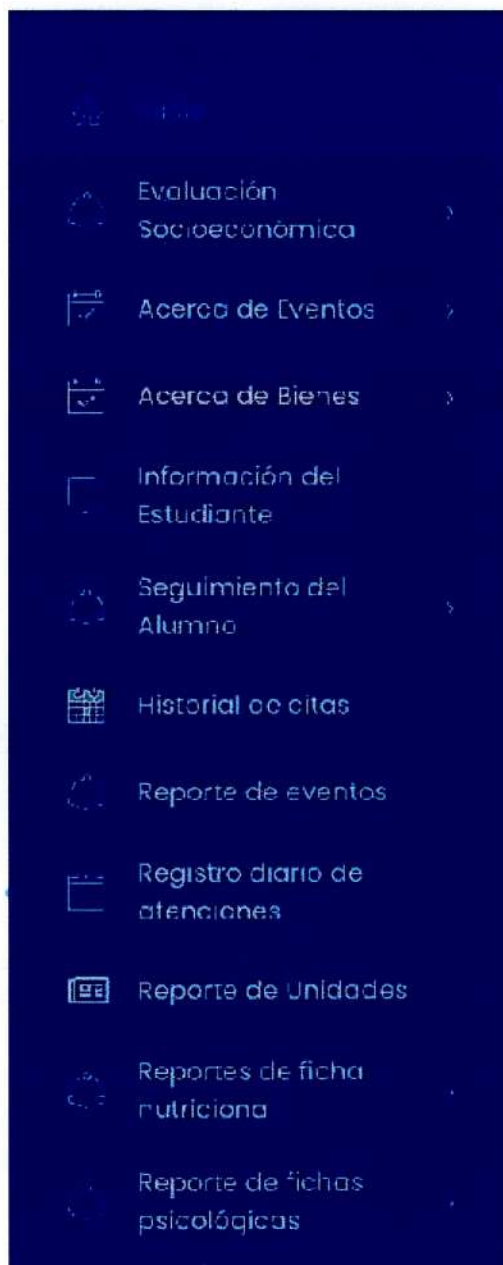 Evaluación
Socioeconómica
Acerca de Eventos
Acerca de Bienes
Información del
Estudiante
Seguimiento del
Alumno
Historial de citas
Reporte de eventos
Registro diario de
atenciones
Reporte de Unidades
Reportes de ficha
nutriciona
Reporte de fichas
psicológicas